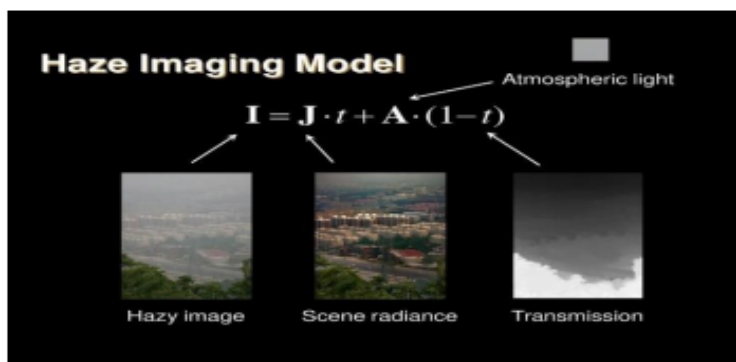 Haze Imaging Model
Atmospheric light
I = J · t + A · (1 − t)
Hazy image
Scene radiance
Transmission